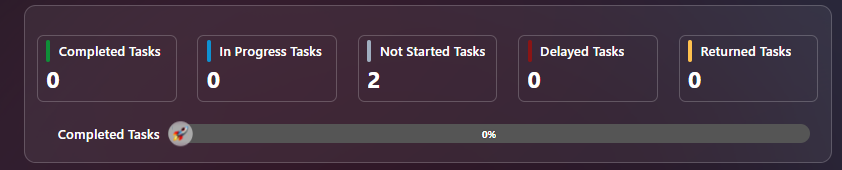 Completed Tasks
0
In Progress Tasks
0
Not Started Tasks
2
Delayed Tasks
0
Returned Tasks
0
Completed Tasks
0%